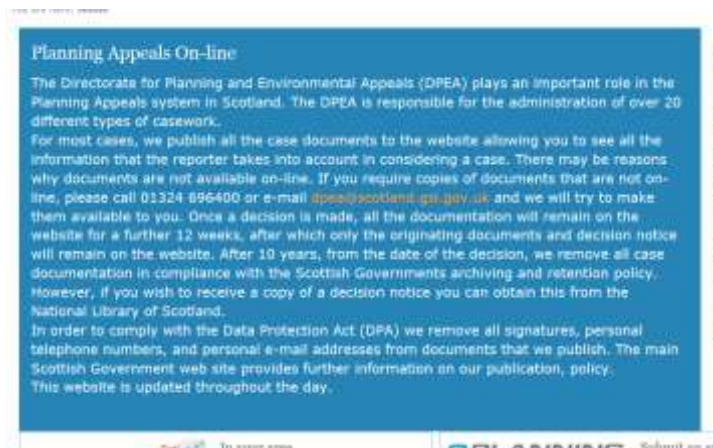 Planning Appeals On-line
The Directorate for Planning and Environmental Appeals (DPEA) plays an important role in the
Planning Appeals system in Scotland. The DPEA is responsible for the administration of over 20
different types of casework.
For most cases, we publish all the case documents to the website allowing you to see all the
information that the reporter takes into account in considering a case. There may be reasons
why documents are not available on-line. If you require copies of documents that are not on-
line, please call 01324 696400 or e-mail dpea@scotland.gsi.gov.uk and we will try to make
them available to you. Once a decision is made, all the documentation will remain on the
website for a further 12 weeks, after which only the originating documents and decision notice
will remain on the website. After 10 years, from the date of the decision, we remove all case
documentation in compliance with the Scottish Governments archiving and retention policy.
However, if you wish to receive a copy of a decision notice you can obtain this from the
National Library of Scotland.
In order to comply with the Data Protection Act (DPA) we remove all signatures, personal
telephone numbers, and personal e-mail addresses from documents that we publish. The main
Scottish Government web site provides further information on our publication, policy.
This website is updated throughout the day.
In your area